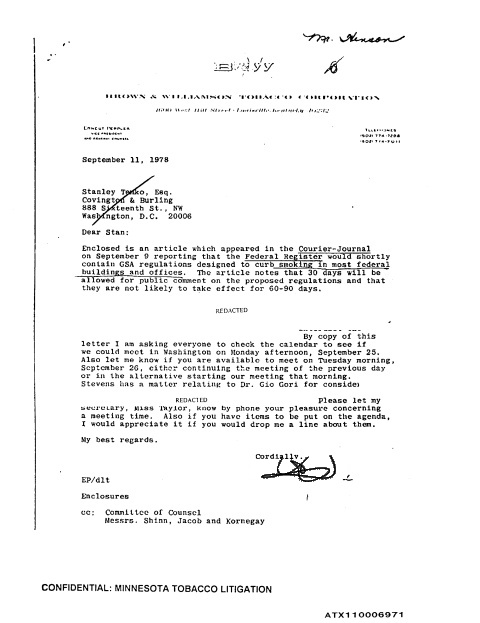 Mr. Hinson
BROWN & WILLIAMSON TOBACCO CORPORATION
1600 West Hill Street · Louisville, Kentucky 40232
ERNEST PEPPLES
VICE PRESIDENT
AND GENERAL COUNSEL
TELEPHONES
September 11, 1978
Stanley Temko, Esq.
Covington & Burling
888 Sixteenth St., NW
Washington, D.C. 20006
Dear Stan:
Enclosed is an article which appeared in the Courier-Journal
on September 9 reporting that the Federal Register would shortly
contain GSA regulations designed to curb smoking in most federal
buildings and offices. The article notes that 30 days will be
allowed for public comment on the proposed regulations and that
they are not likely to take effect for 60-90 days.
REDACTED
By copy of this
letter I am asking everyone to check the calendar to see if
we could meet in Washington on Monday afternoon, September 25.
Also let me know if you are available to meet on Tuesday morning,
September 26, either continuing the meeting of the previous day
or in the alternative starting our meeting that morning.
Stevens has a matter relating to Dr. Gio Gori for consider
REDACTED Please let my
secretary, Miss Taylor, know by phone your pleasure concerning
a meeting time. Also if you have items to be put on the agenda,
I would appreciate it if you would drop me a line about them.
My best regards.
Cordially,
EP/dlt
Enclosures
cc: Committee of Counsel
Messrs. Shinn, Jacob and Kornegay
CONFIDENTIAL: MINNESOTA TOBACCO LITIGATION
ATX110006971